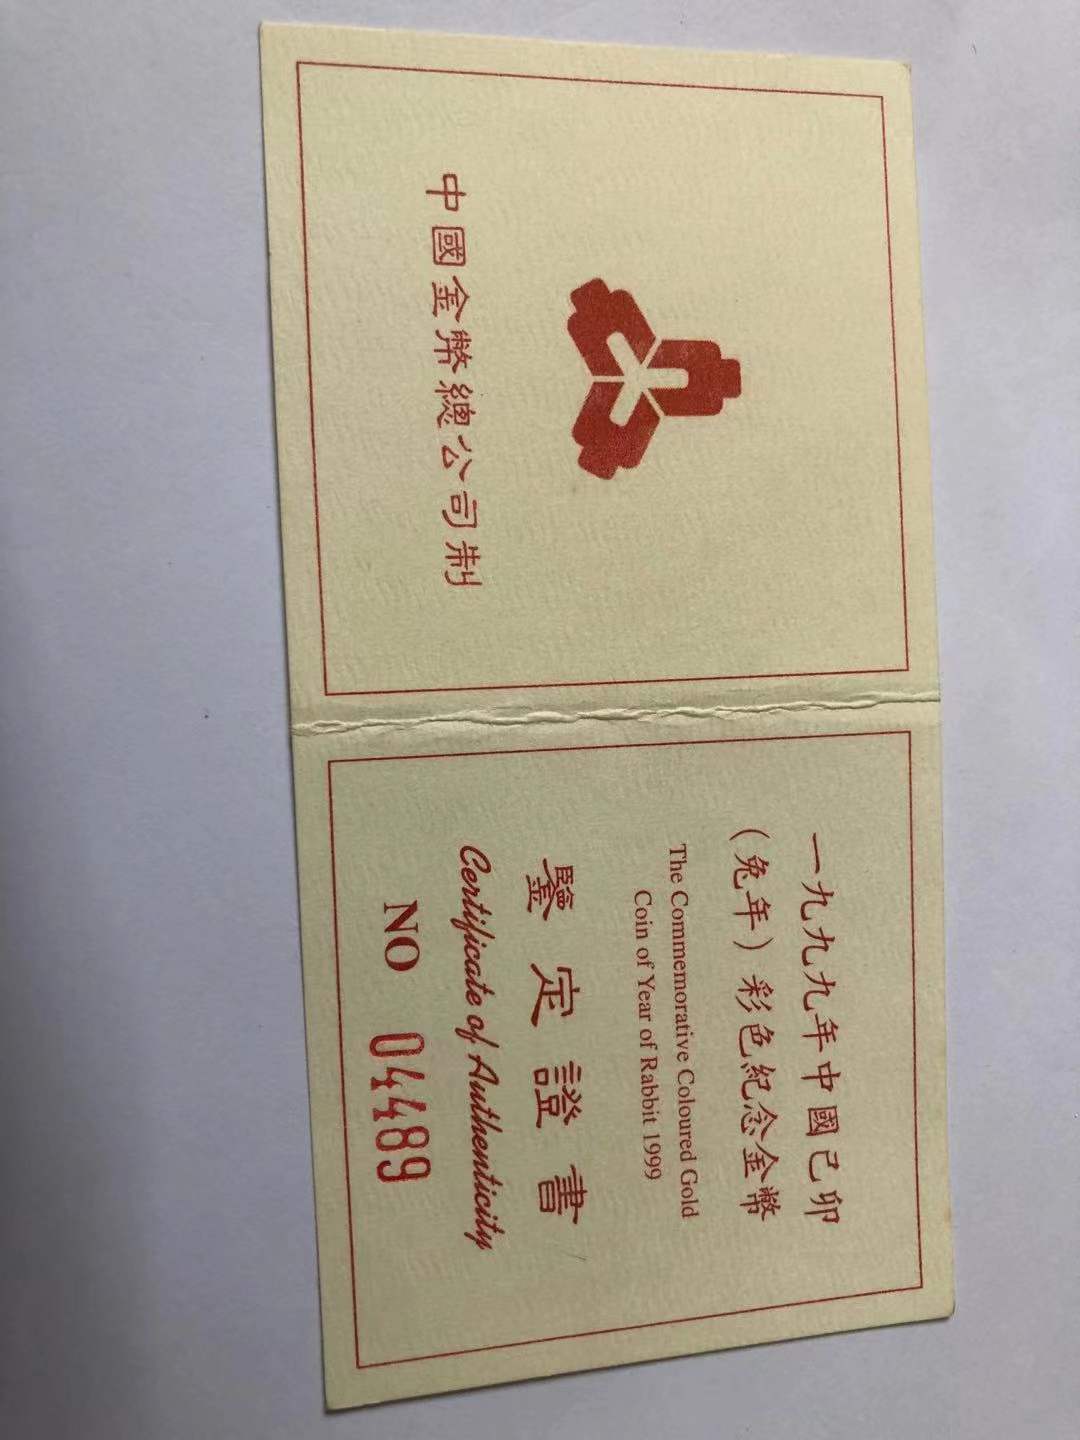 中國金幣總公司制
一九九九年中國己卯
（兔年）彩色紀念金幣
The Commemorative Coloured Gold
Coin of Year of Rabbit 1999
鑒定證書
Certificate of Authenticity
NO 04489